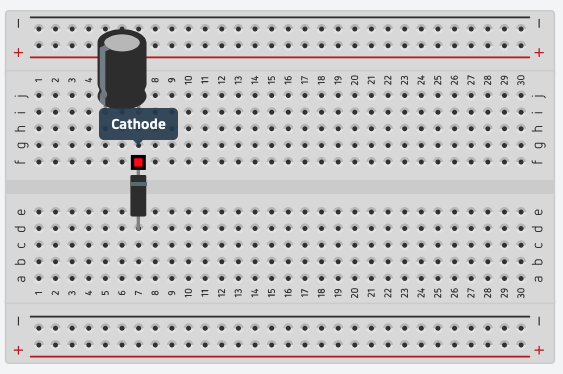 − −
+ +
1 2 3 4 8 9 10 11 12 13 14 15 16 17 18 19 20 21 22 23 24 25 26 27 28 29 30
j j
i i
h Cathode h
g g
f f
e e
d d
c c
b b
a a
1 2 3 4 5 6 7 8 9 10 11 12 13 14 15 16 17 18 19 20 21 22 23 24 25 26 27 28 29 30
− −
+ +